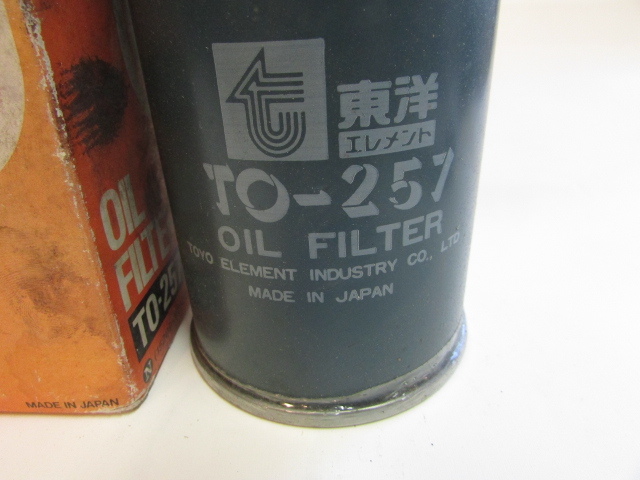 東洋
エレメント
TO-257
OIL FILTER
TOYO ELEMENT INDUSTRY CO., LTD.
MADE IN JAPAN
OIL
FILTE
TO-25
N
MADE IN JAPAN